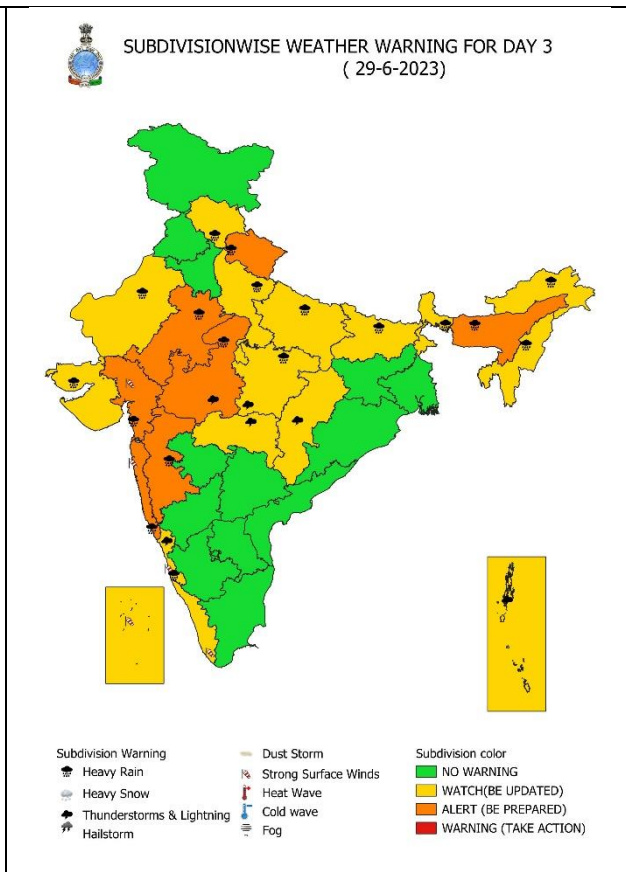 SUBDIVISIONWISE WEATHER WARNING FOR DAY 3
( 29-6-2023)
Subdivision Warning
Heavy Rain
Heavy Snow
Thunderstorms & Lightning
Hailstorm
Dust Storm
Strong Surface Winds
Heat Wave
Cold wave
Fog
Subdivision color
NO WARNING
WATCH(BE UPDATED)
ALERT (BE PREPARED)
WARNING (TAKE ACTION)